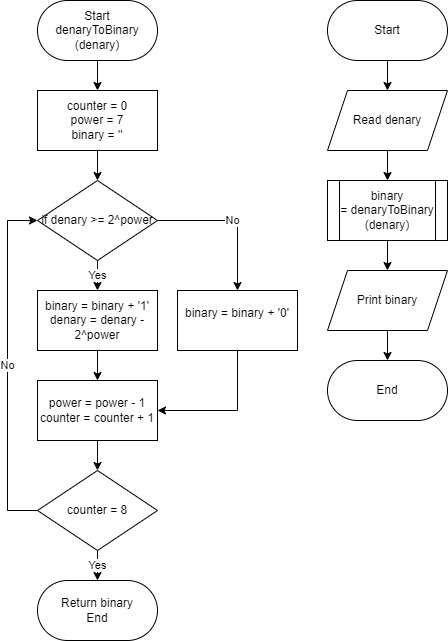 Start
denaryToBinary
(denary)
counter = 0
power = 7
binary = ''
If denary >= 2^power
No
Yes
binary = binary + '1'
denary = denary -
2^power
binary = binary + '0'
power = power - 1
counter = counter + 1
No
counter = 8
Yes
Return binary
End
Start
Read denary
binary
= denaryToBinary
(denary)
Print binary
End